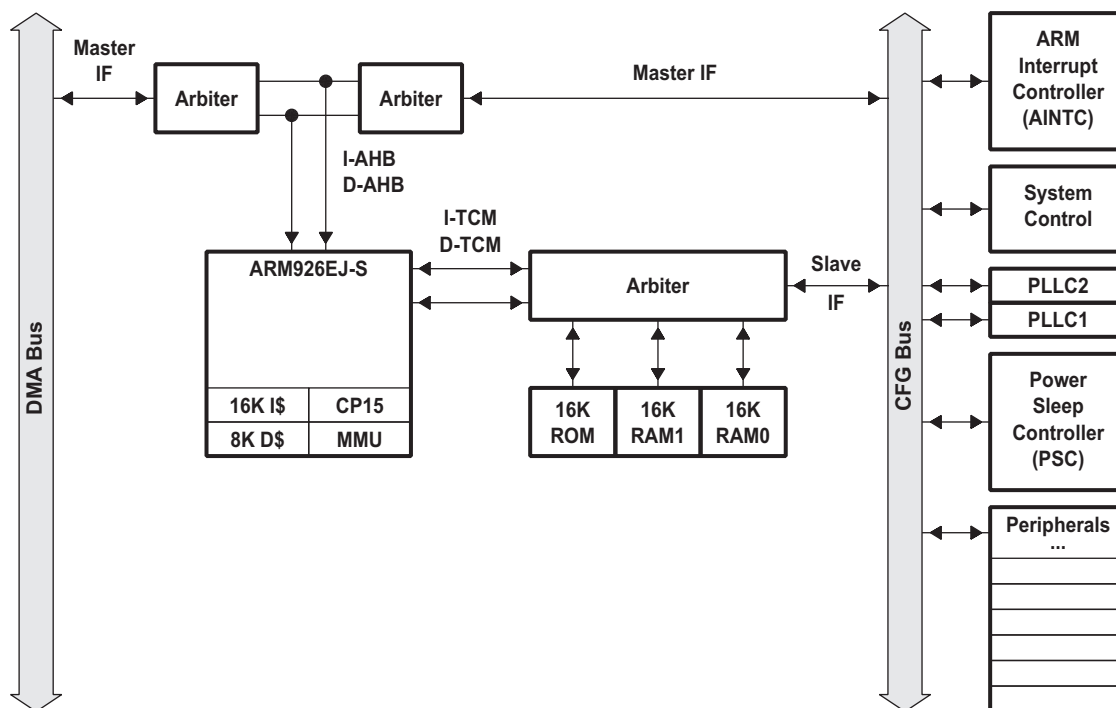 Master
IF
Arbiter
Arbiter
Master IF
ARM
Interrupt
Controller
(AINTC)
I-AHB
D-AHB
System
Control
I-TCM
D-TCM
ARM926EJ-S
Arbiter
Slave
IF
PLLC2
PLLC1
DMA Bus
CFG Bus
16K I$
CP15
8K D$
MMU
16K
ROM
16K
RAM1
16K
RAM0
Power
Sleep
Controller
(PSC)
Peripherals
...